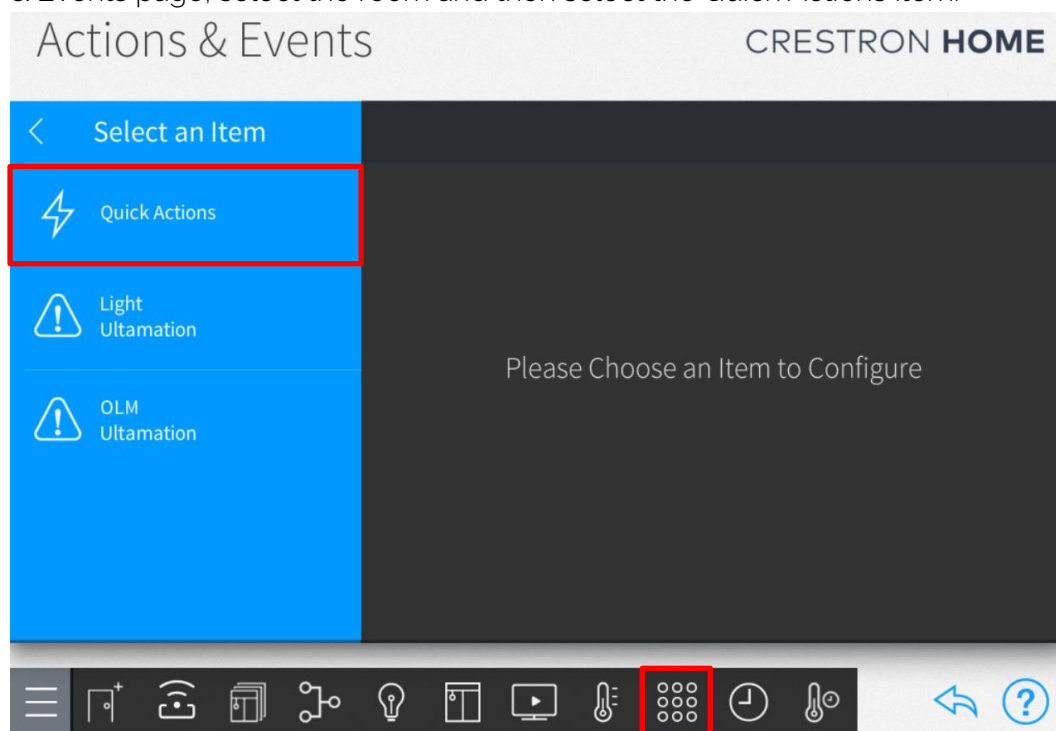 Actions & Events
CRESTRON HOME
Select an Item
Quick Actions
Light
Ultamation
OLM
Ultamation
Please Choose an Item to Configure
?